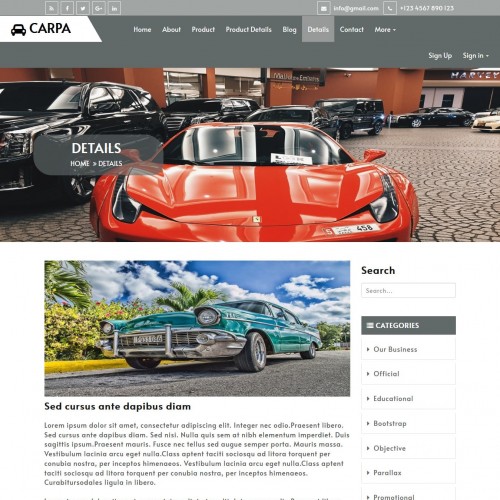 info@gmail.com
+123 4567 890 123
CARPA
Home About Product Product Details Blog Details Contact More
Sign Up Sign in
HARVEY
DETAILS
HOME » DETAILS
458
Search
Search...
CATEGORIES
Our Business
Official
Educational
Bootstrap
Objective
Parallax
Promotional
Sed cursus ante dapibus diam
Lorem ipsum dolor sit amet, consectetur adipiscing elit. Integer nec odio.Praesent libero.
Sed cursus ante dapibus diam. Sed nisi. Nulla quis sem at nibh elementum imperdiet. Duis
sagittis ipsum.Praesent mauris. Fusce nec tellus sed augue semper porta. Mauris massa.
Vestibulum lacinia arcu eget nulla.Class aptent taciti sociosqu ad litora torquent per
conubia nostra, per inceptos himenaeos. Vestibulum lacinia arcu eget nulla.Class aptent
taciti sociosqu ad litora torquent per conubia nostra, per inceptos himenaeos.
Curabitursodales ligula in libero.